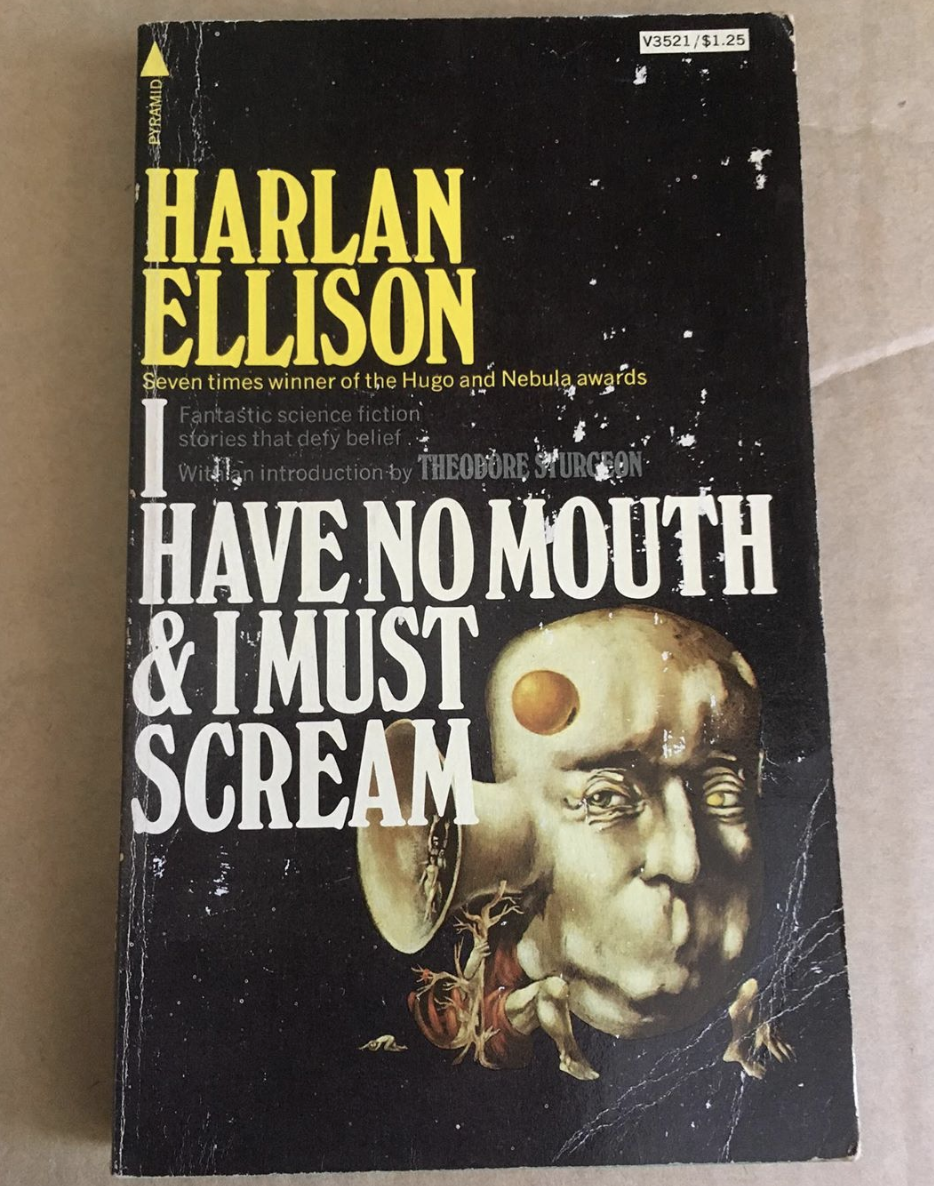 V3521/$1.25
PYRAMID
HARLAN
ELLISON
Seven times winner of the Hugo and Nebula awards
I
Fantastic science fiction
stories that defy belief.
With an introduction by THEODORE STURGEON
HAVE NO MOUTH
& I MUST
SCREAM